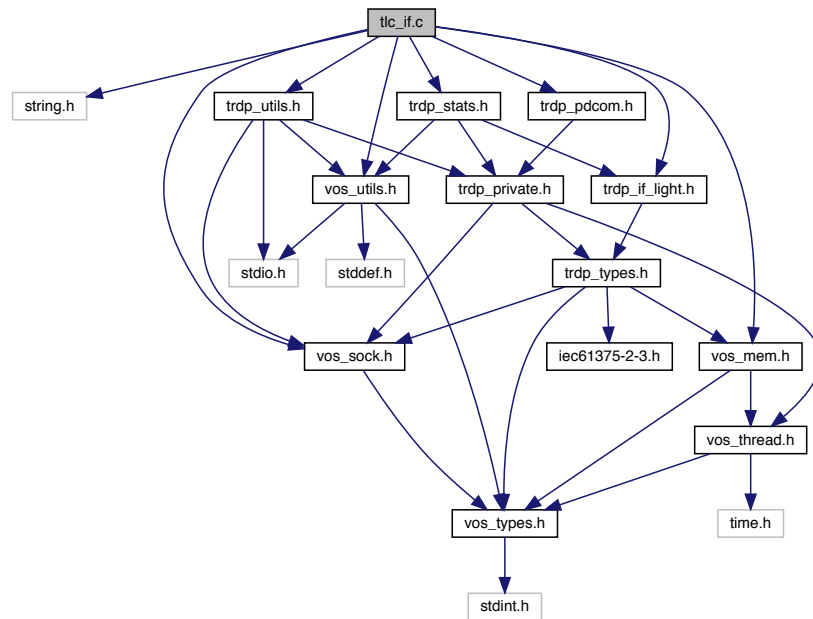 tlc_if.c
string.h
trdp_utils.h
trdp_stats.h
trdp_pdcom.h
vos_utils.h
trdp_private.h
trdp_if_light.h
stdio.h
stddef.h
trdp_types.h
vos_sock.h
iec61375-2-3.h
vos_mem.h
vos_thread.h
vos_types.h
time.h
stdint.h